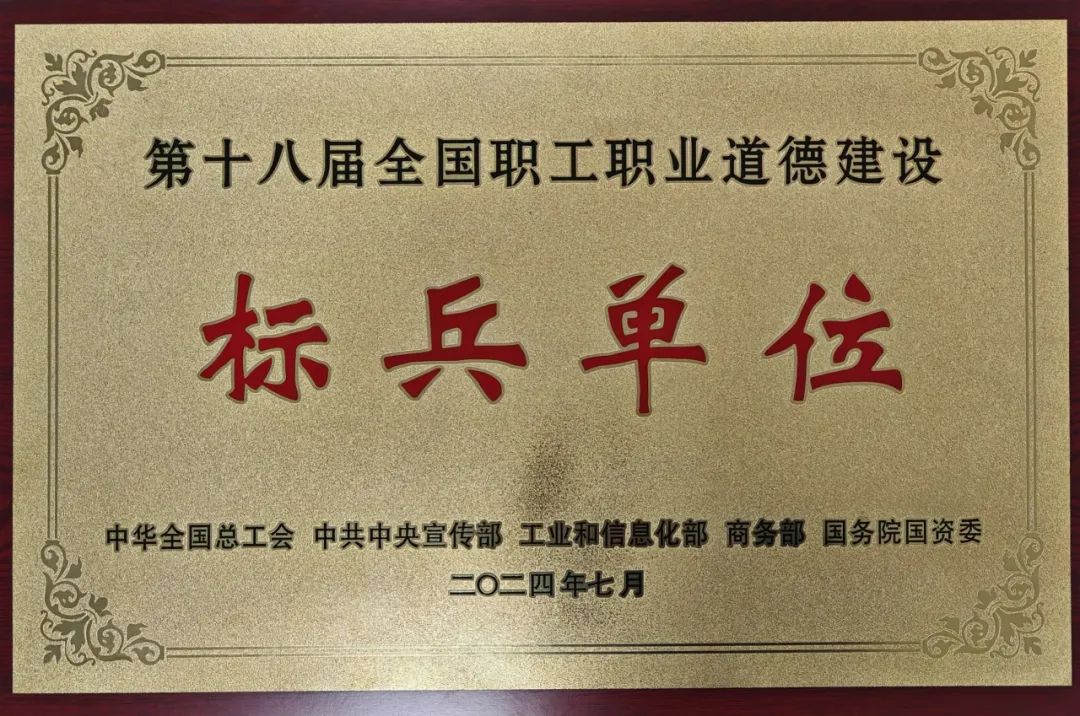 第十八届全国职工职业道德建设
标兵单位
中华全国总工会 中共中央宣传部 工业和信息化部 商务部 国务院国资委
二〇二四年七月